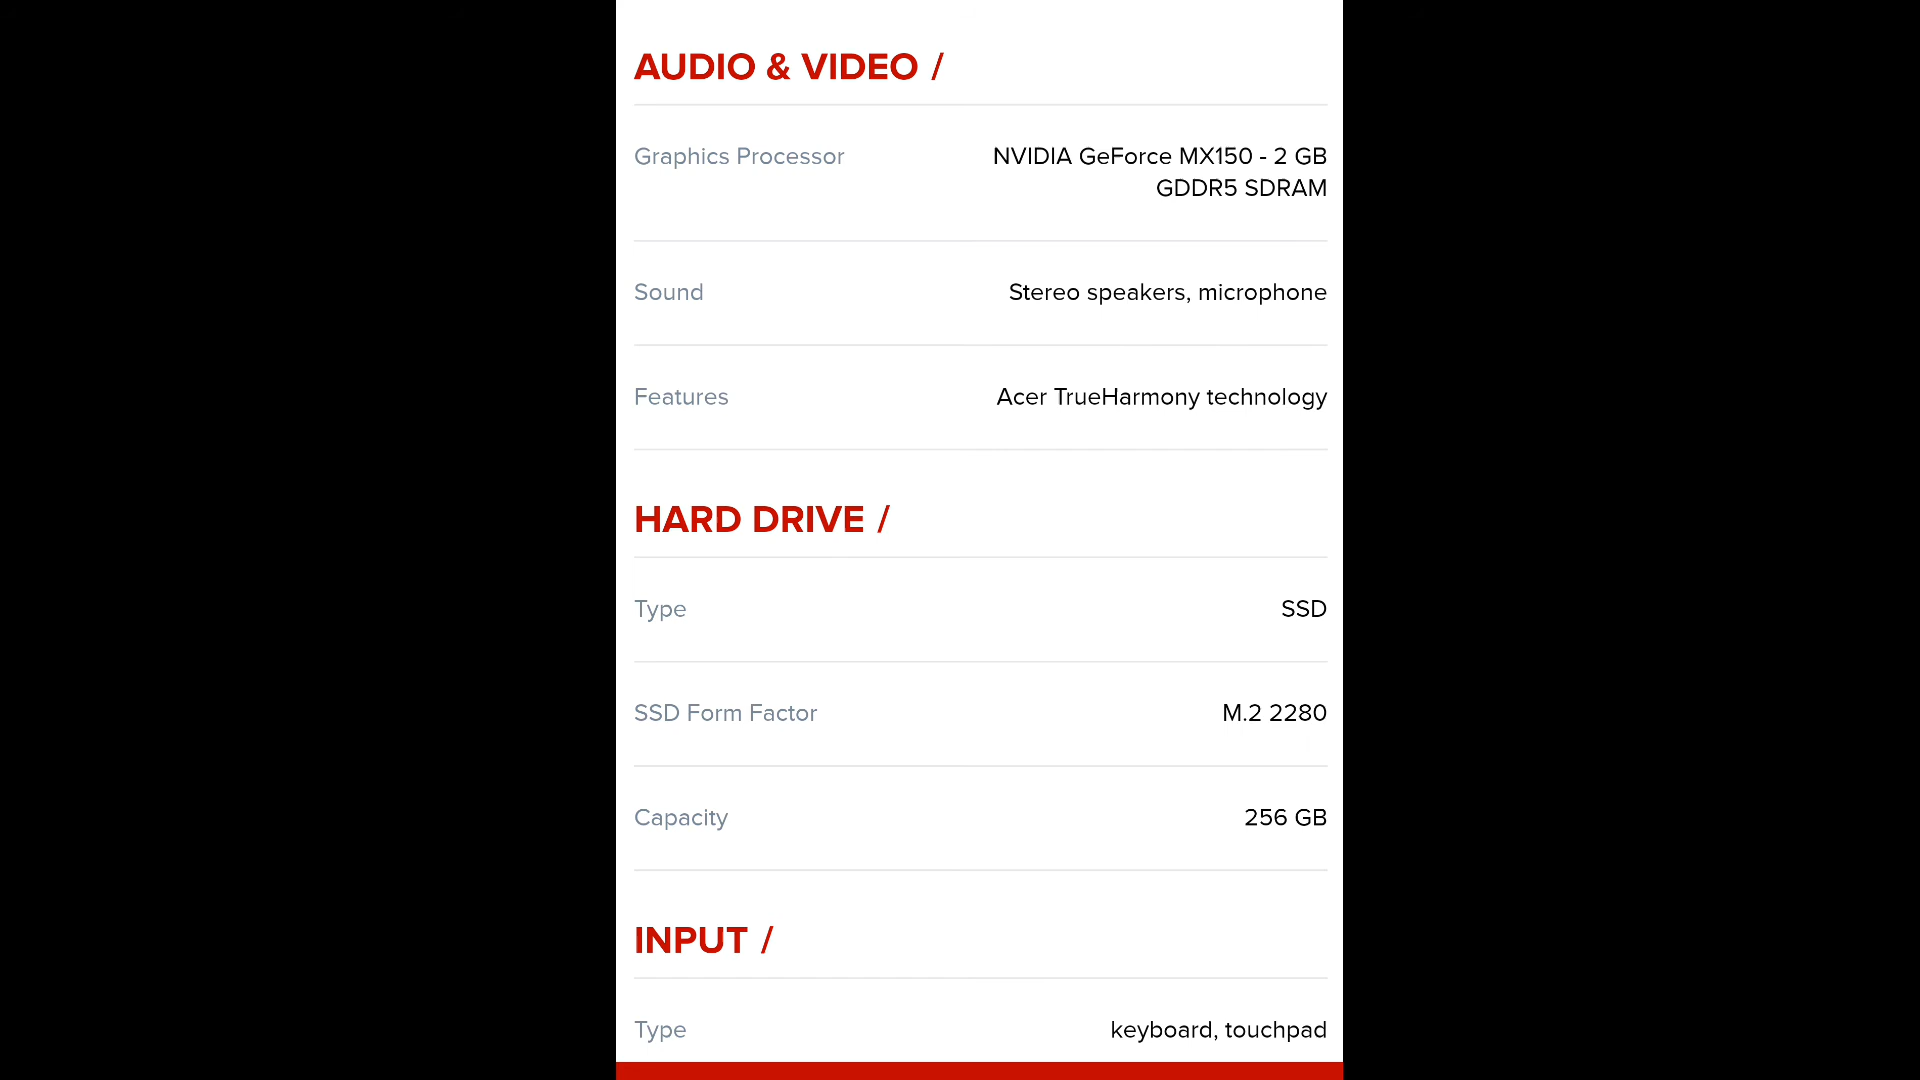 AUDIO & VIDEO /
Graphics Processor NVIDIA GeForce MX150 - 2 GB
GDDR5 SDRAM
Sound Stereo speakers, microphone
Features Acer TrueHarmony technology
HARD DRIVE /
Type SSD
SSD Form Factor M.2 2280
Capacity 256 GB
INPUT /
Type keyboard, touchpad